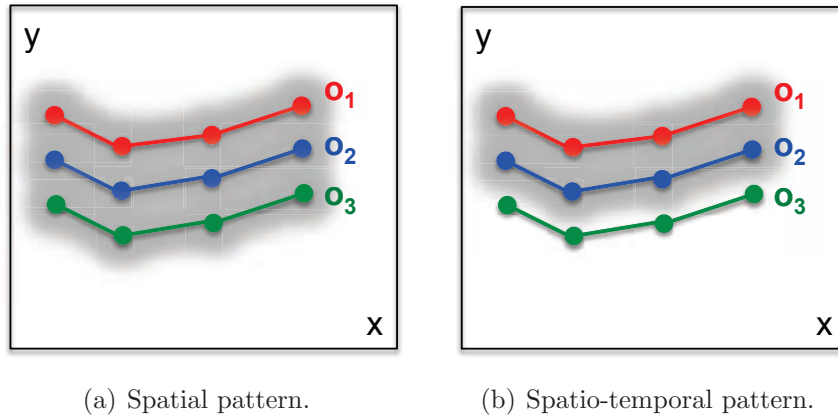 y
o1
o2
o3
x
(a) Spatial pattern.
y
o1
o2
o3
x
(b) Spatio-temporal pattern.